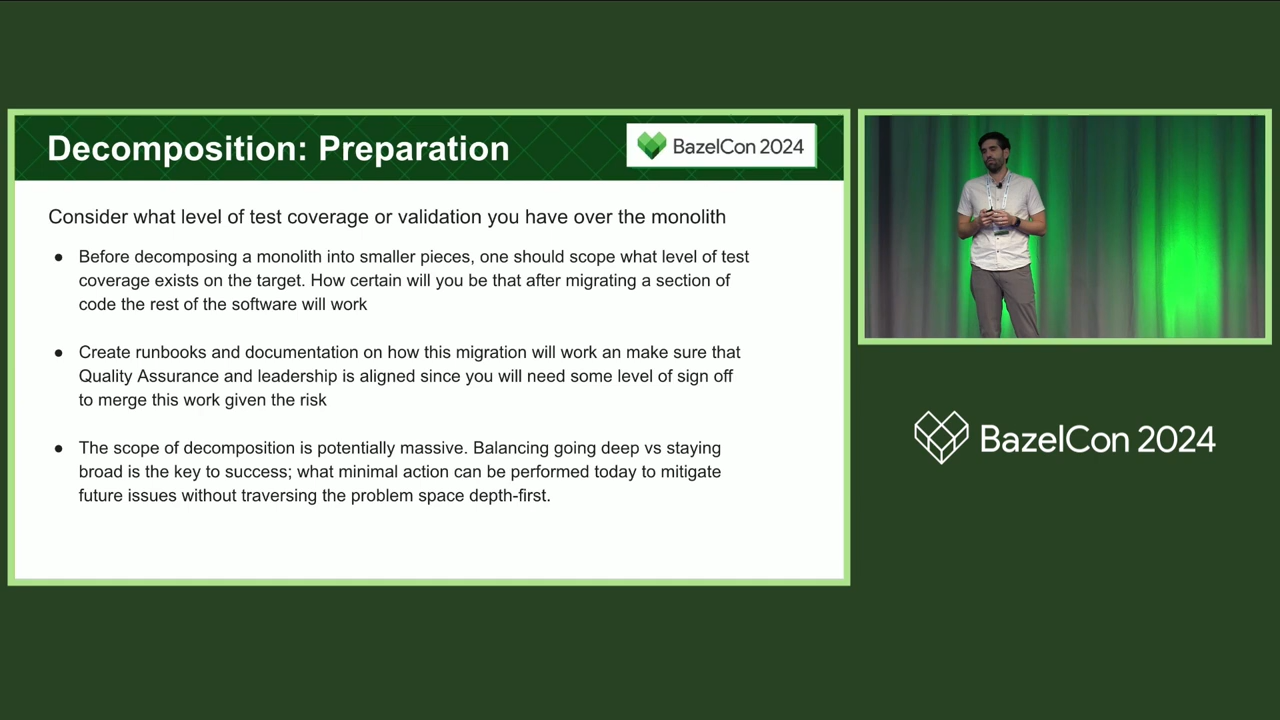 Decomposition: Preparation
BazelCon 2024
Consider what level of test coverage or validation you have over the monolith
● Before decomposing a monolith into smaller pieces, one should scope what level of test
coverage exists on the target. How certain will you be that after migrating a section of
code the rest of the software will work
● Create runbooks and documentation on how this migration will work an make sure that
Quality Assurance and leadership is aligned since you will need some level of sign off
to merge this work given the risk
● The scope of decomposition is potentially massive. Balancing going deep vs staying
broad is the key to success; what minimal action can be performed today to mitigate
future issues without traversing the problem space depth-first.
BazelCon 2024